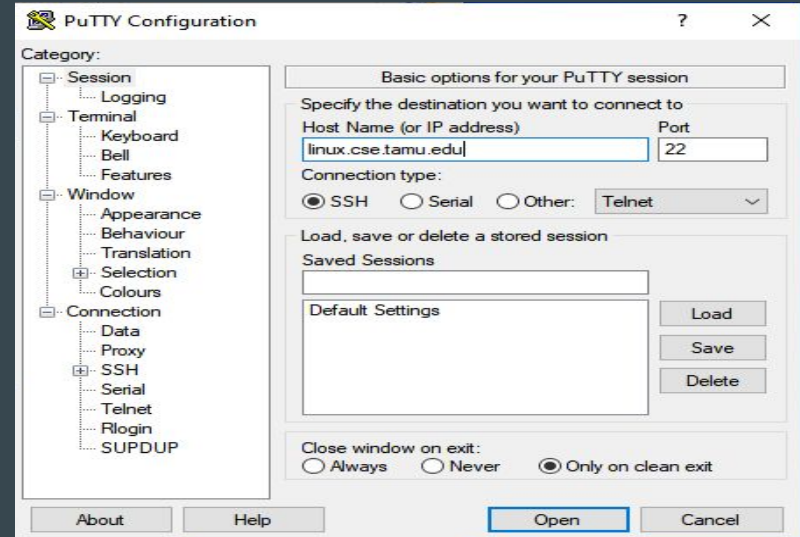 PuTTY Configuration
?
Category:
Session
Logging
Terminal
Keyboard
Bell
Features
Window
Appearance
Behaviour
Translation
Selection
Colours
Connection
Data
Proxy
SSH
Serial
Telnet
Rlogin
SUPDUP
Basic options for your PuTTY session
Specify the destination you want to connect to
Host Name (or IP address) Port
linux.cse.tamu.edu 22
Connection type:
SSH Serial Other: Telnet
Load, save or delete a stored session
Saved Sessions
Default Settings
Load
Save
Delete
Close window on exit:
Always Never Only on clean exit
About Help Open Cancel